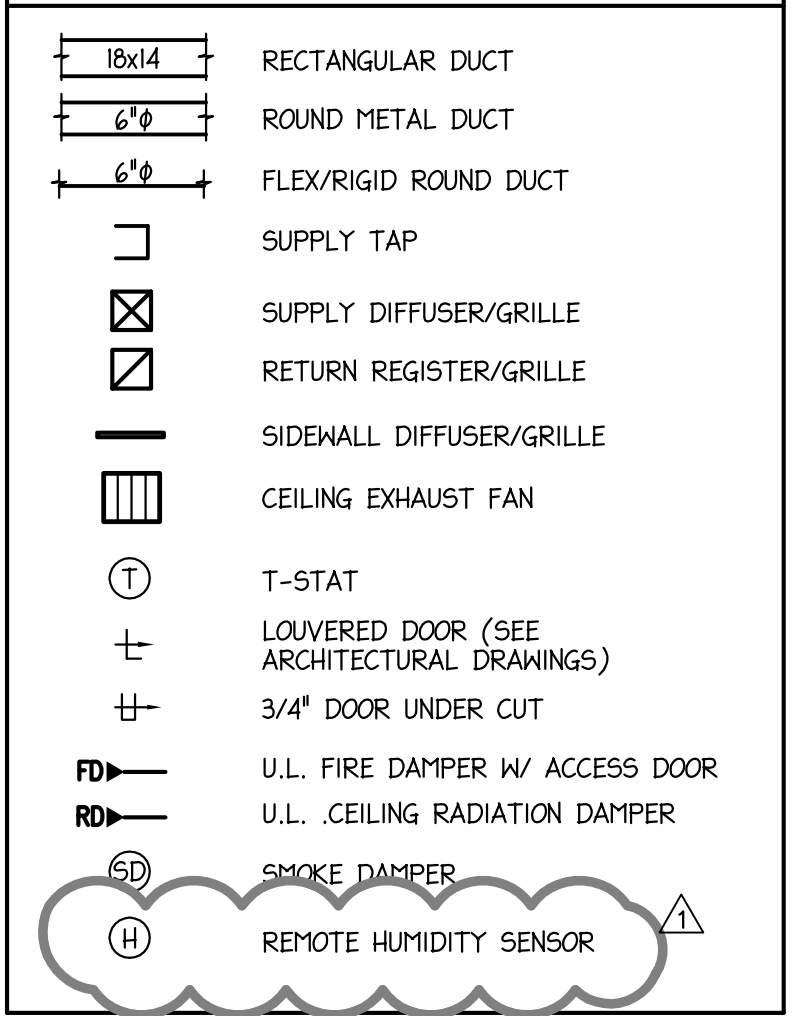 18x14 RECTANGULAR DUCT
6"ϕ ROUND METAL DUCT
6"ϕ FLEX/RIGID ROUND DUCT
SUPPLY TAP
SUPPLY DIFFUSER/GRILLE
RETURN REGISTER/GRILLE
SIDEWALL DIFFUSER/GRILLE
CEILING EXHAUST FAN
T T-STAT
LOUVERED DOOR (SEE
ARCHITECTURAL DRAWINGS)
3/4" DOOR UNDER CUT
FD U.L. FIRE DAMPER W/ ACCESS DOOR
RD U.L. .CEILING RADIATION DAMPER
SD SMOKE DAMPER
1
H REMOTE HUMIDITY SENSOR